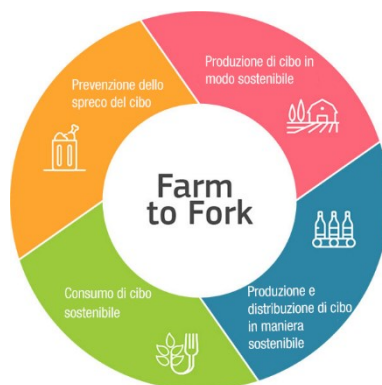 Prevenzione dello
spreco del cibo
Produzione di cibo in
modo sostenibile
Farm
to Fork
Consumo di cibo
sostenibile
Produzione e
distribuzione di cibo
in maniera
sostenibile